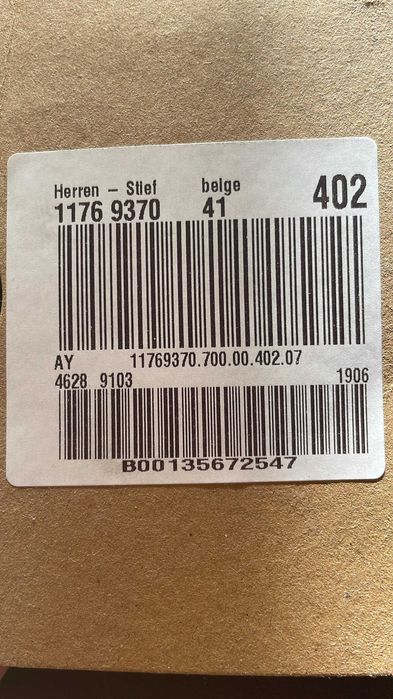 Herren – Stief beige 402
1176 9370 41
AY 11769370.700.00.402.07
4628 9103 1906
B00135672547